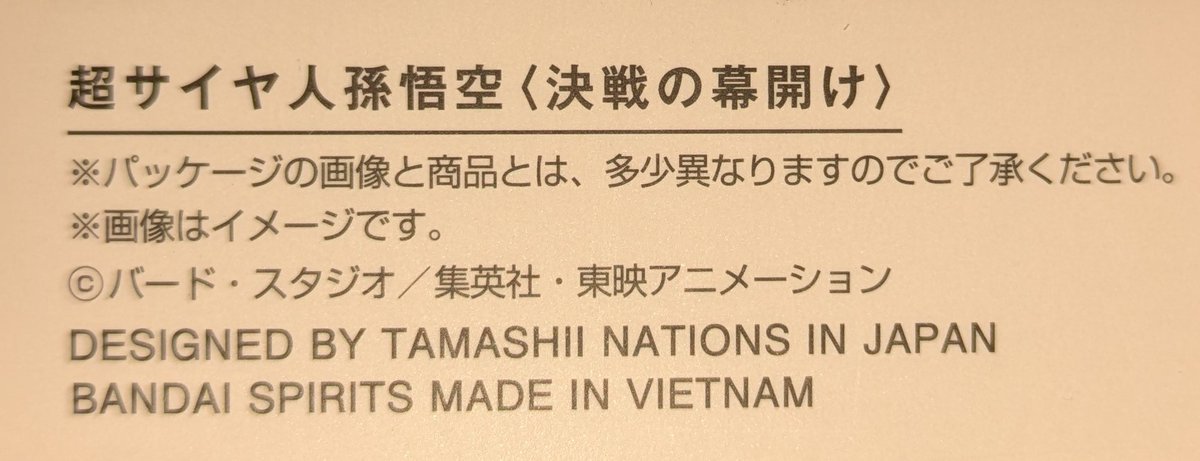 超サイヤ人孫悟空〈決戦の幕開け〉
※パッケージの画像と商品とは、多少異なりますのでご了承ください。
※画像はイメージです。
©バード・スタジオ／集英社・東映アニメーション
DESIGNED BY TAMASHII NATIONS IN JAPAN
BANDAI SPIRITS MADE IN VIETNAM